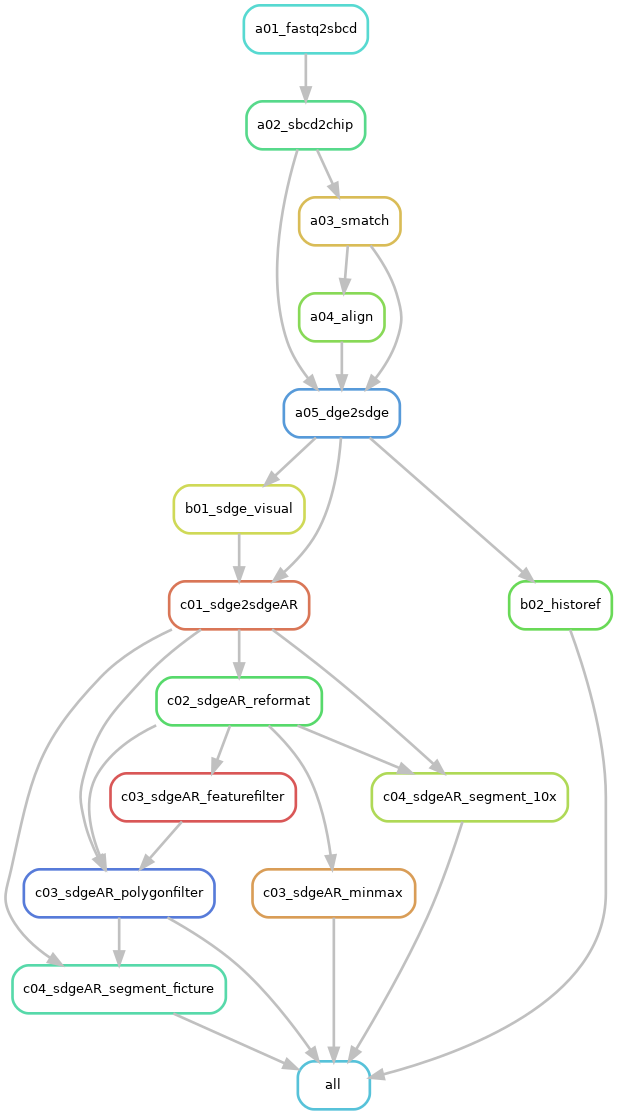 a01_fastq2sbcd
a02_sbcd2chip
a03_smatch
a04_align
a05_dge2sdge
b01_sdge_visual
c01_sdge2sdgeAR
b02_historef
c02_sdgeAR_reformat
c03_sdgeAR_featurefilter
c04_sdgeAR_segment_10x
c03_sdgeAR_polygonfilter
c03_sdgeAR_minmax
c04_sdgeAR_segment_ficture
all